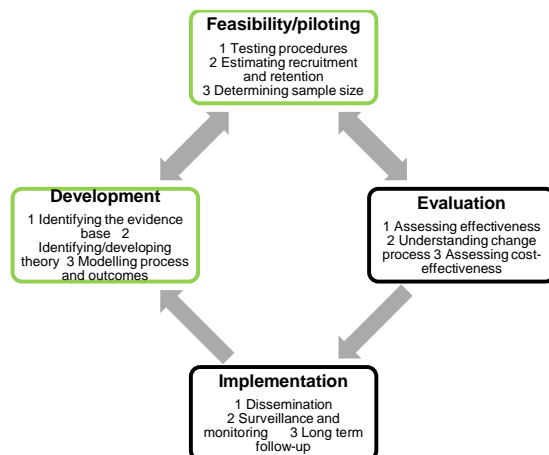 Feasibility/piloting
1 Testing procedures
2 Estimating recruitment
and retention
3 Determining sample size
Development
1 Identifying the evidence
base 2
Identifying/developing
theory 3 Modelling process
and outcomes
Evaluation
1 Assessing effectiveness
2 Understanding change
process 3 Assessing cost-
effectiveness
Implementation
1 Dissemination
2 Surveillance and
monitoring 3 Long term
follow-up